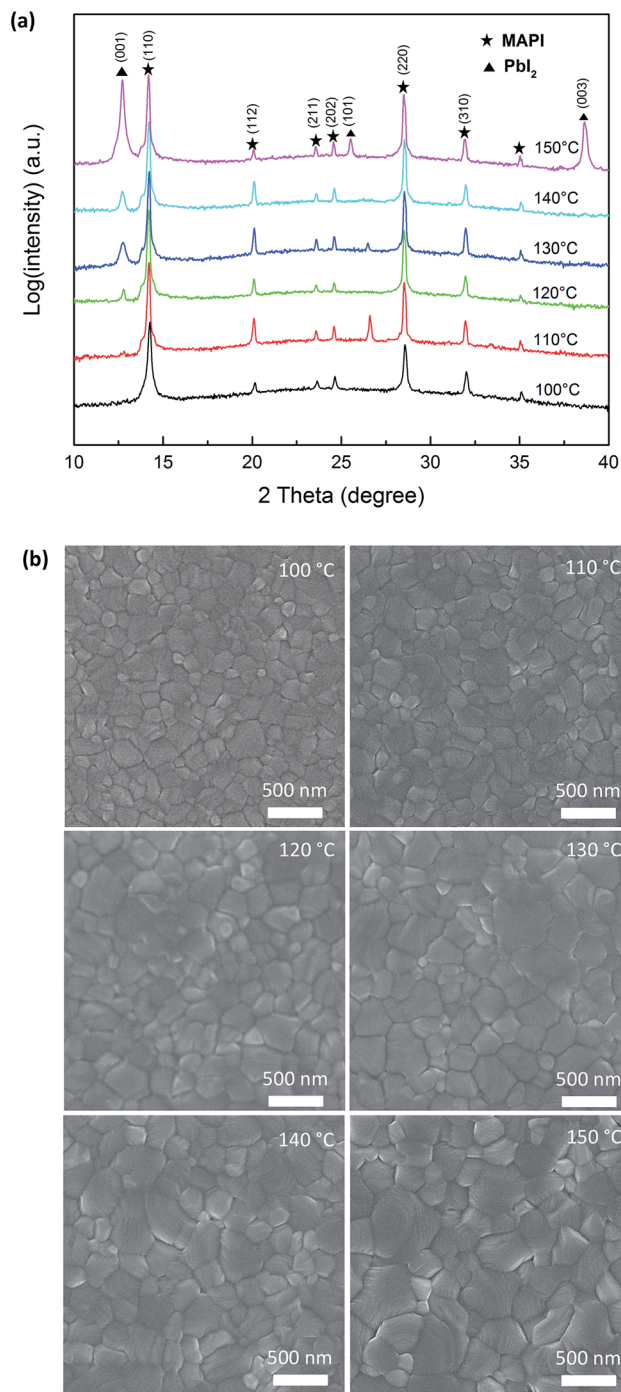 (a)
Log(intensity) (a.u.)
(001)
(110)
(112)
(211)
(202)
(101)
(220)
(310)
(003)
★ MAPI
▲ PbI₂
150°C
140°C
130°C
120°C
110°C
100°C
10 15 20 25 30 35 40
2 Theta (degree)
(b)
100 °C
500 nm
110 °C
500 nm
120 °C
500 nm
130 °C
500 nm
140 °C
500 nm
150 °C
500 nm